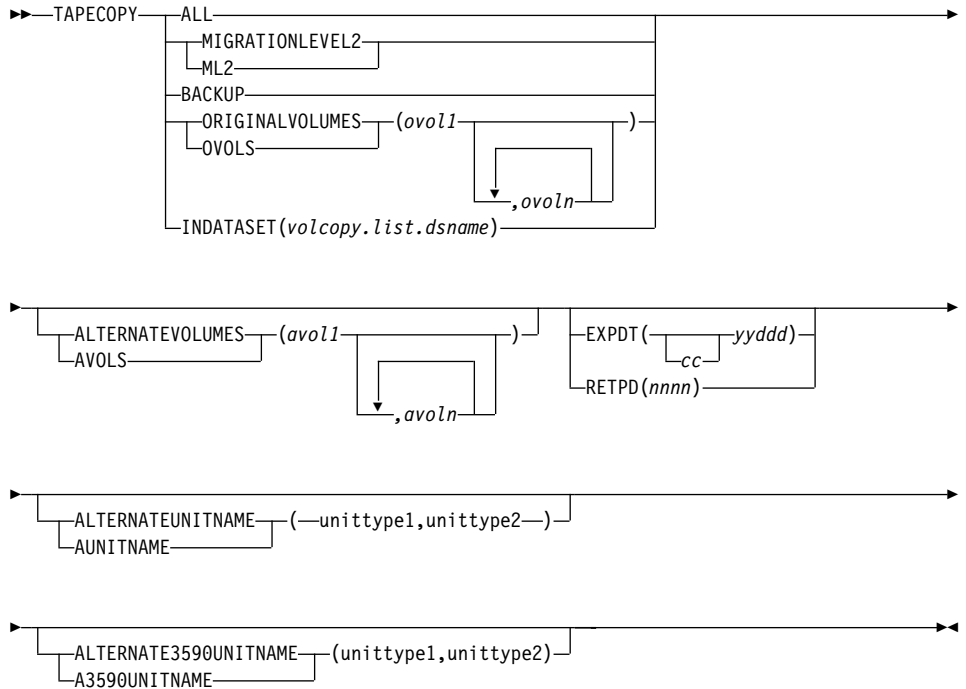 TAPECOPY ALL
MIGRATIONLEVEL2
ML2
BACKUP
ORIGINALVOLUMES (ovol1 )
OVOLS
,ovoln
INDATASET(volcopy.list.dsname)
ALTERNATEVOLUMES (avol1 )
AVOLS
,avoln
EXPDT( yyddd)
cc
RETPD(nnnn)
ALTERNATEUNITNAME ( unittype1,unittype2 )
AUNITNAME
ALTERNATE3590UNITNAME (unittype1,unittype2)
A3590UNITNAME